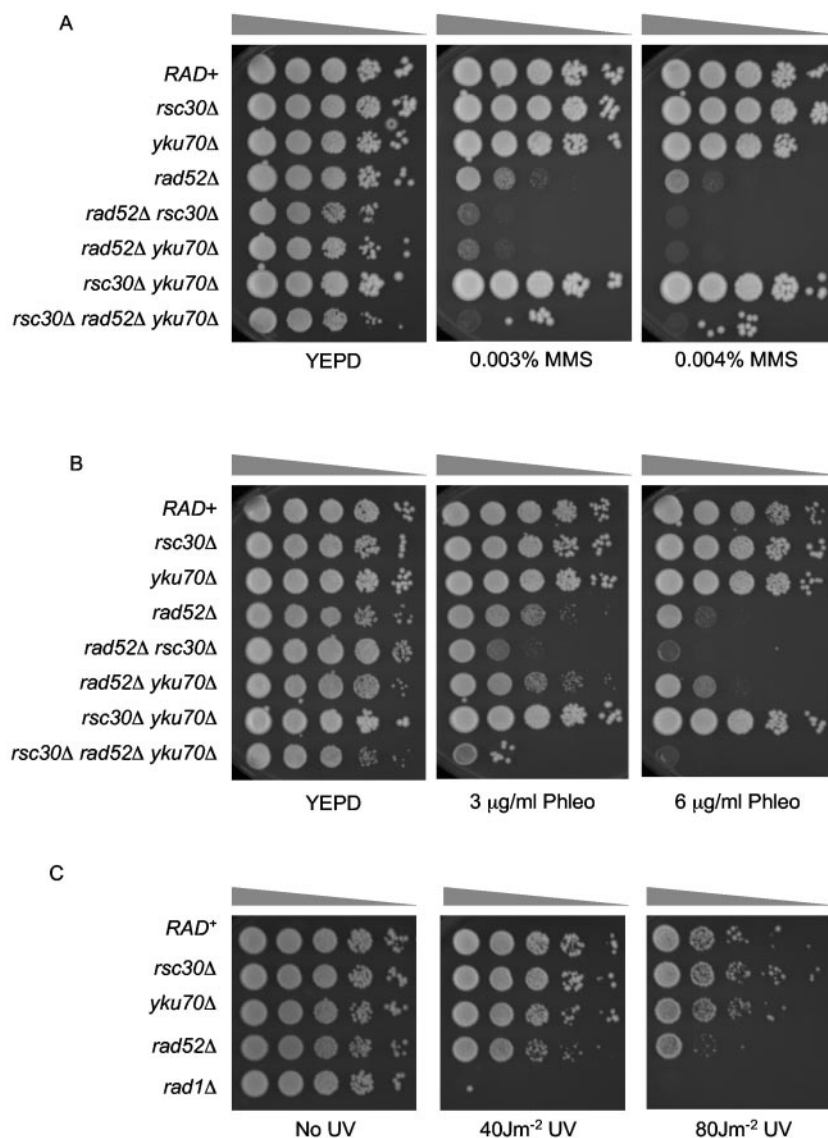 A
RAD+
rsc30Δ
yku70Δ
rad52Δ
rad52Δ rsc30Δ
rad52Δ yku70Δ
rsc30Δ yku70Δ
rsc30Δ rad52Δ yku70Δ
YEPD 0.003% MMS 0.004% MMS
B
RAD+
rsc30Δ
yku70Δ
rad52Δ
rad52Δ rsc30Δ
rad52Δ yku70Δ
rsc30Δ yku70Δ
rsc30Δ rad52Δ yku70Δ
YEPD 3 μg/ml Phleo 6 μg/ml Phleo
C
RAD⁺
rsc30Δ
yku70Δ
rad52Δ
rad1Δ
No UV 40Jm⁻² UV 80Jm⁻² UV